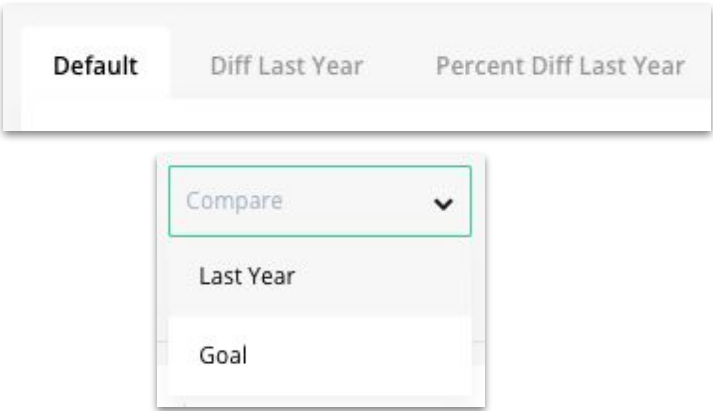 Default Diff Last Year Percent Diff Last Year
Compare
Last Year
Goal